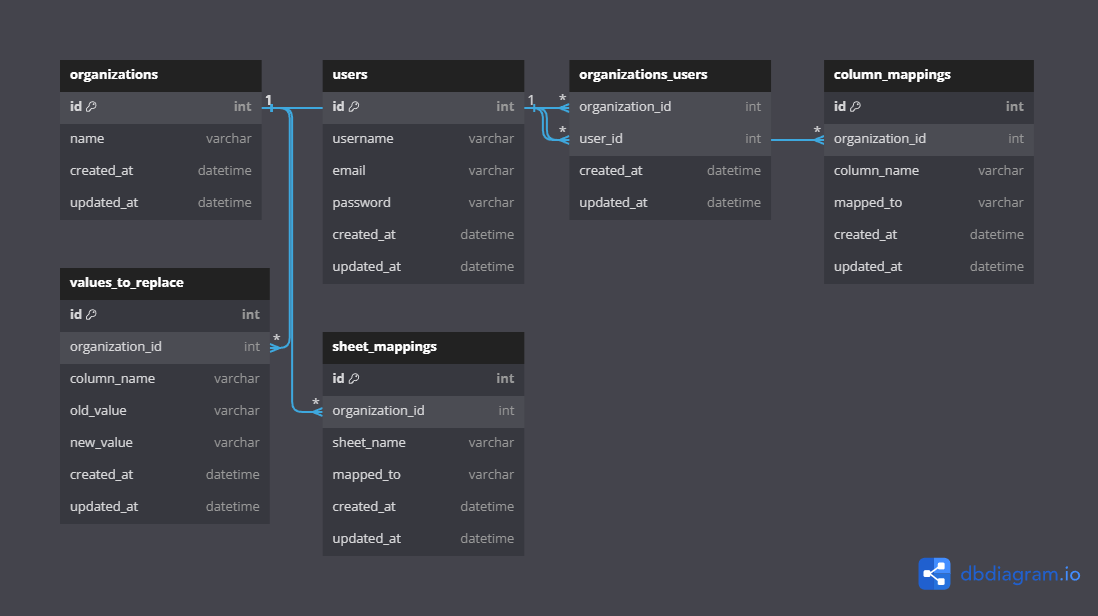 organizations
id int
name varchar
created_at datetime
updated_at datetime
1
users
id int
username varchar
email varchar
password varchar
created_at datetime
updated_at datetime
1
*
*
organizations_users
organization_id int
user_id int
created_at datetime
updated_at datetime
*
column_mappings
id int
organization_id int
column_name varchar
mapped_to varchar
created_at datetime
updated_at datetime
values_to_replace
id int
organization_id int
column_name varchar
old_value varchar
new_value varchar
created_at datetime
updated_at datetime
*
*
sheet_mappings
id int
organization_id int
sheet_name varchar
mapped_to varchar
created_at datetime
updated_at datetime
dbdiagram.io